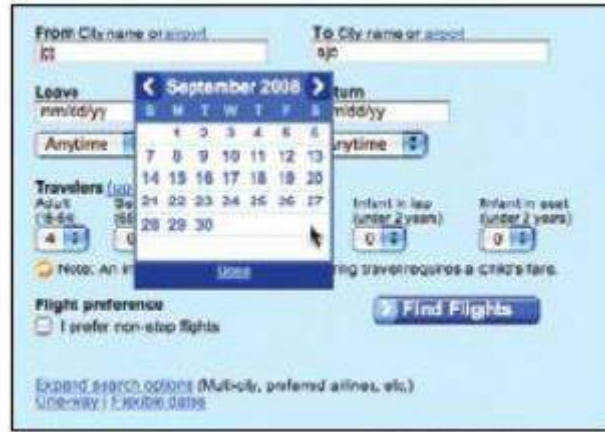 From City name or airport
To City name or airport
sjc
Leave
mm/dd/yy
Anytime
September 2008
S M T W T F S
1 2 3 4 5 6
7 8 9 10 11 12 13
14 15 16 17 18 19 20
21 22 23 24 25 26 27
28 29 30
Close
turn
m/dd/yy
nytime
Travelers (up
Adult
(18-64
4
Infant in lap
(under 2 years)
0
Infant in seat
(under 2 years)
0
Note: An in
ring travel requires a Child's fare.
Flight preference
I prefer non-stop flights
Find Flights
Expand search options (Multi-city, preferred airlines, etc.)
One-way | Flexible dates